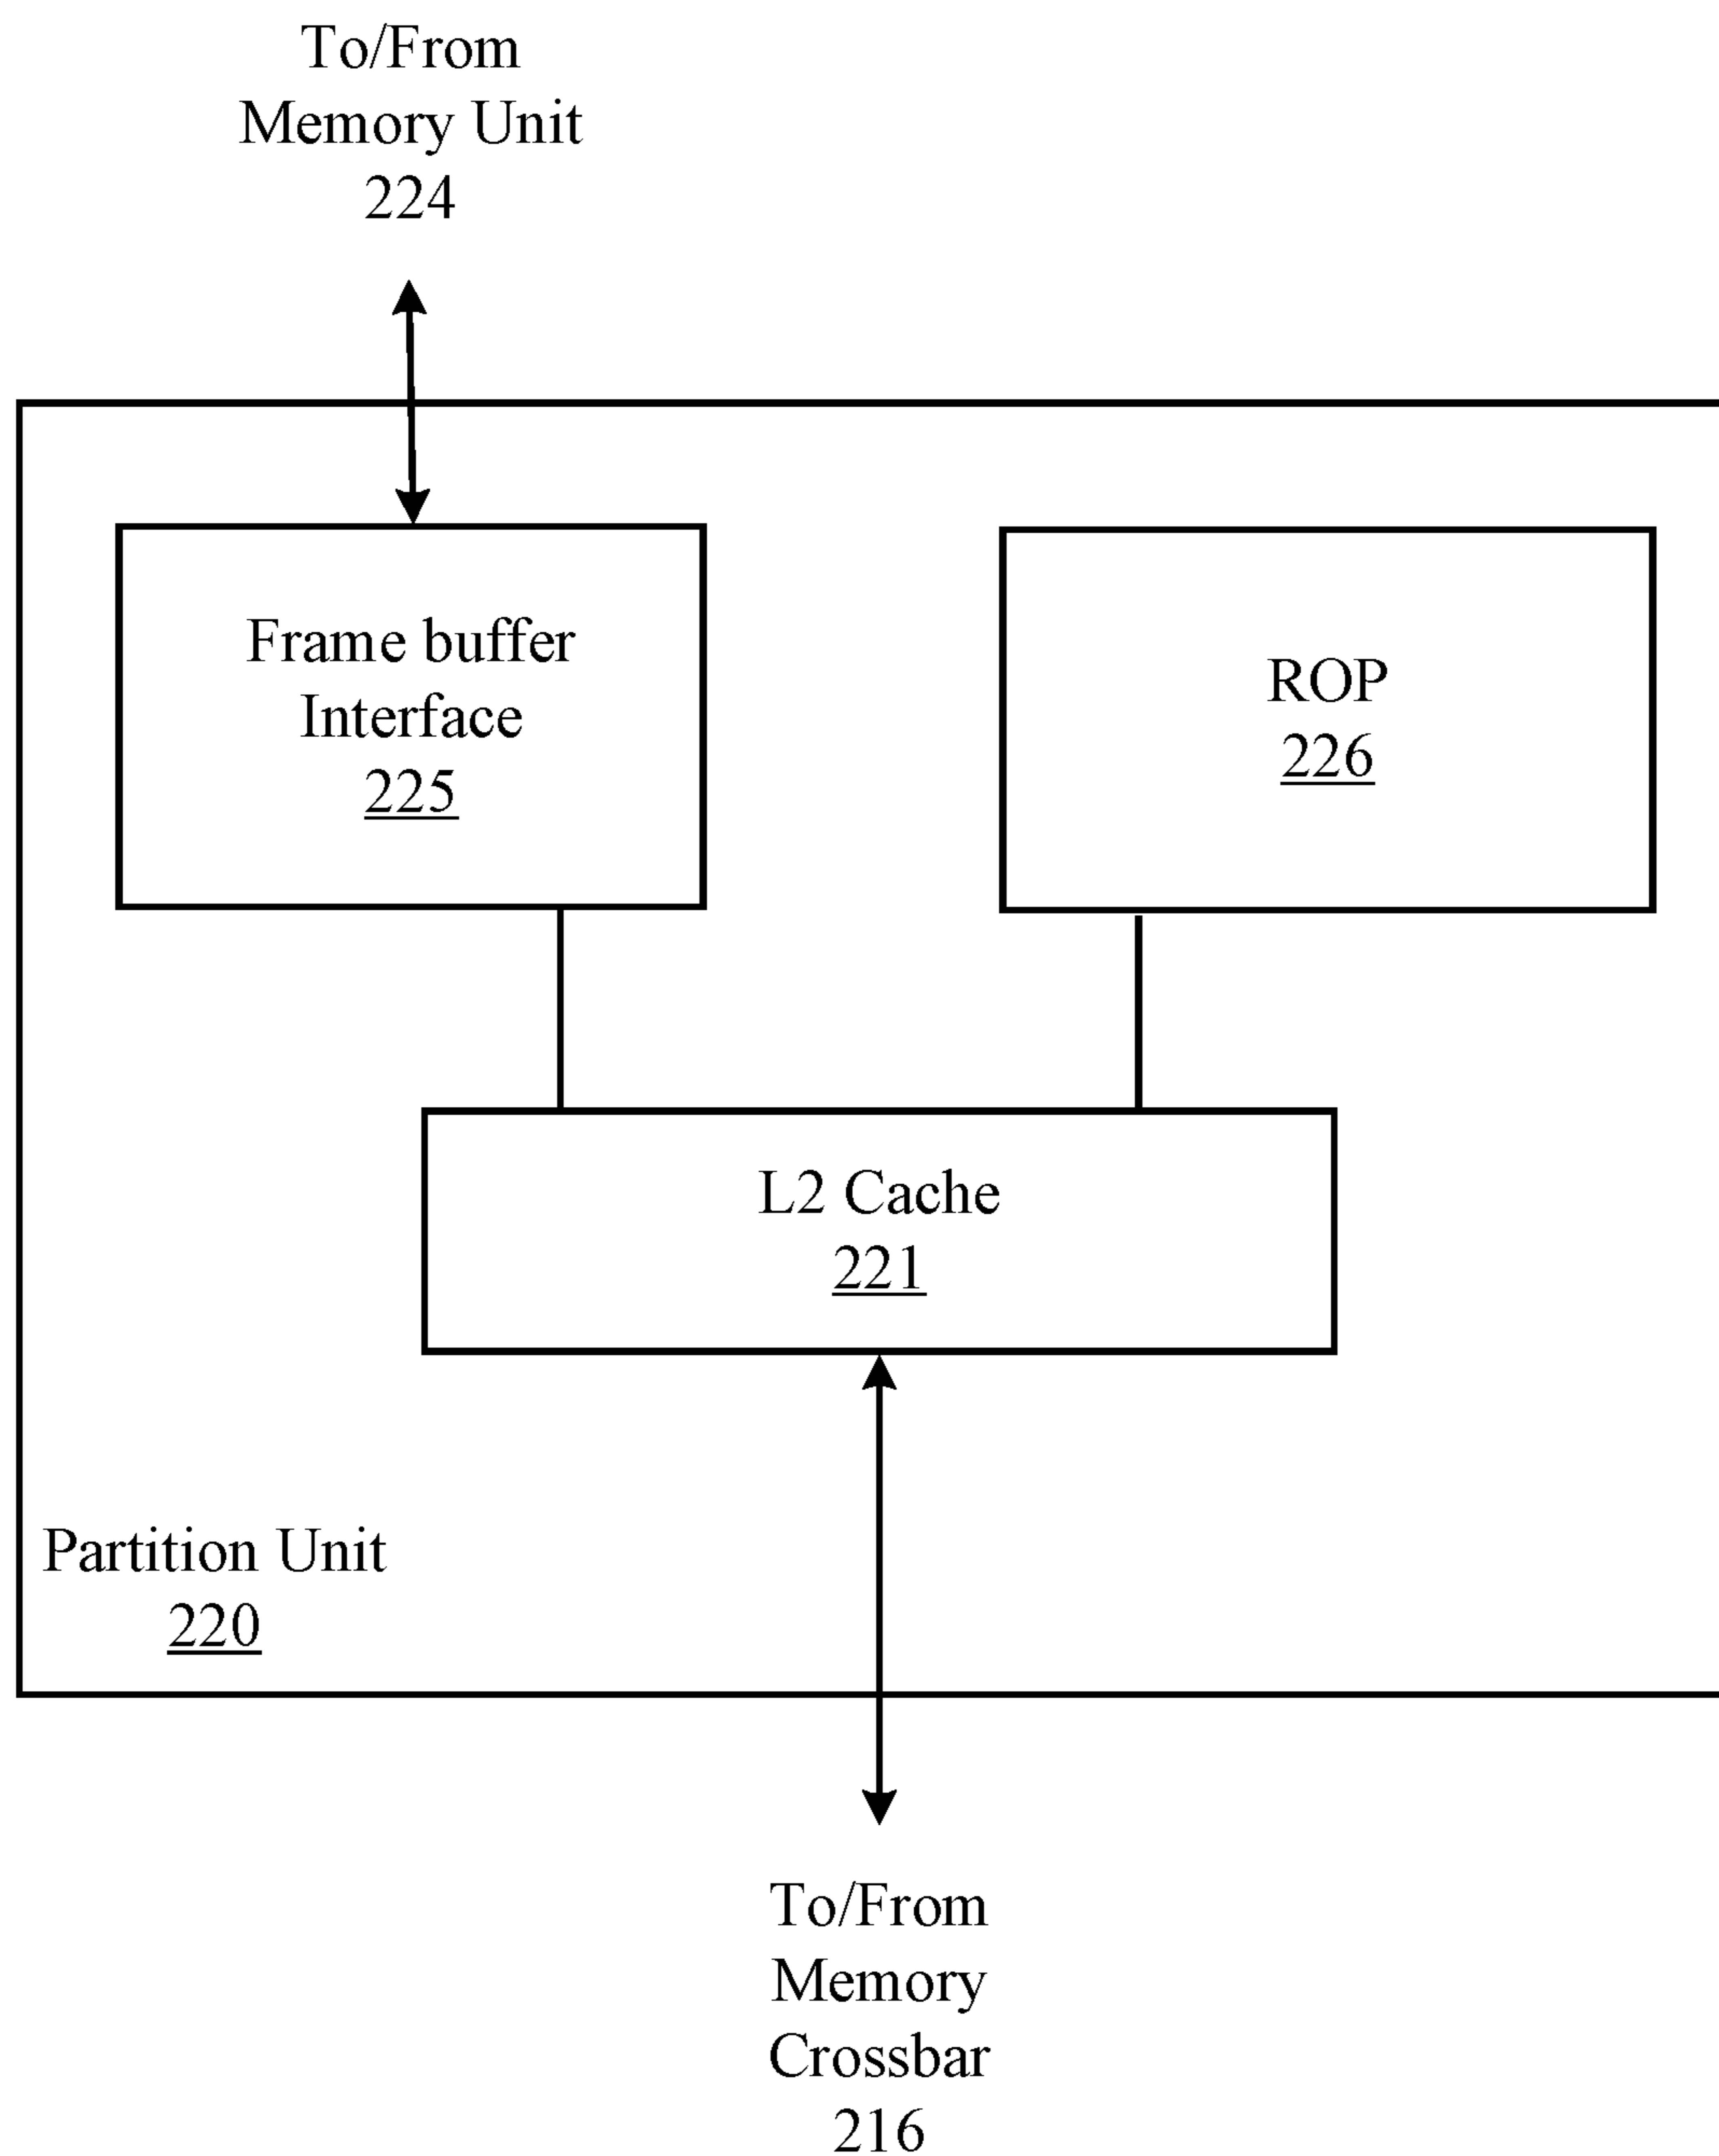 To/From
Memory Unit
224
Frame buffer
Interface
225
ROP
226
L2 Cache
221
Partition Unit
220
To/From
Memory
Crossbar
216